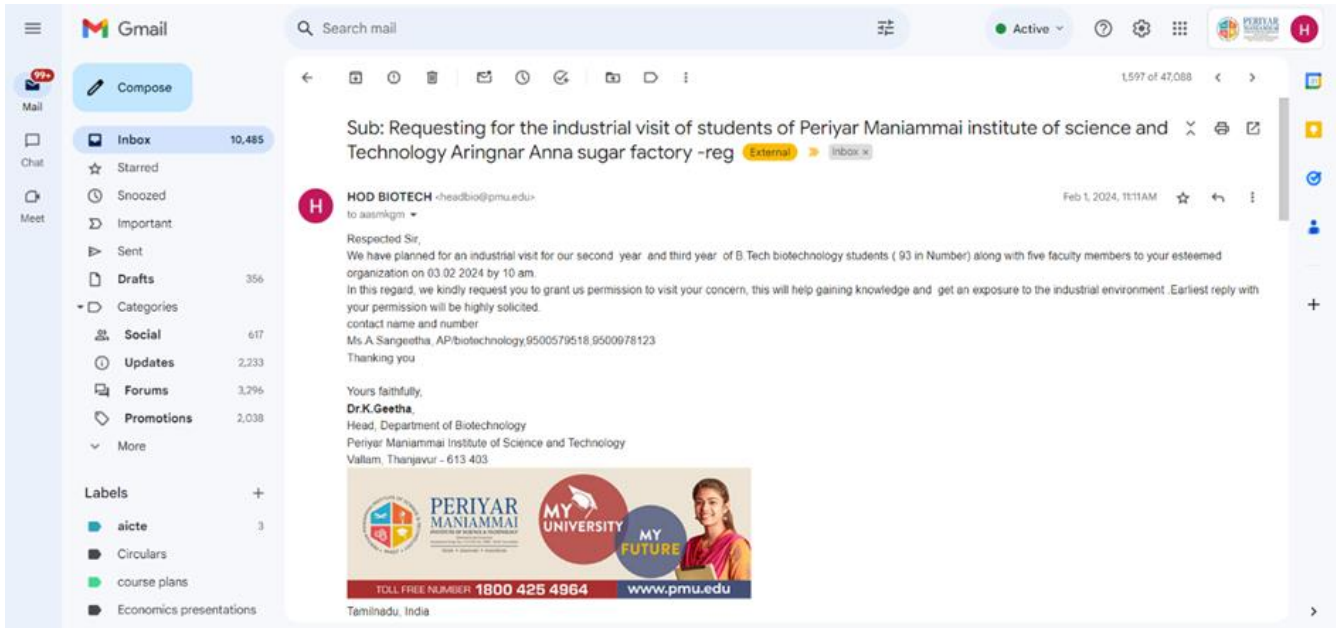 Gmail
Search mail
Active
PERIYAR
MANIAMMAI
H
99+
Mail
Chat
Meet
Compose
Inbox 10,485
Starred
Snoozed
Important
Sent
Drafts 356
Categories
Social 617
Updates 2,233
Forums 3,296
Promotions 2,038
More
Labels +
aicte 3
Circulars
course plans
Economics presentations
1,597 of 47,088
Sub: Requesting for the industrial visit of students of Periyar Maniammai institute of science and
Technology Aringnar Anna sugar factory -reg External Inbox x
H
HOD BIOTECH <headbio@pmu.edu> Feb 1, 2024, 11:11 AM
to aasmkgm
Respected Sir,
We have planned for an industrial visit for our second year and third year of B.Tech biotechnology students ( 93 in Number) along with five faculty members to your esteemed
organization on 03.02 2024 by 10 am.
In this regard, we kindly request you to grant us permission to visit your concern, this will help gaining knowledge and get an exposure to the industrial environment .Earliest reply with
your permission will be highly solicited.
contact name and number
Ms.A.Sangeetha, AP/biotechnology,9500579518,9500978123
Thanking you
Yours faithfully,
Dr.K.Geetha,
Head, Department of Biotechnology
Periyar Maniammai Institute of Science and Technology
Vallam, Thanjavur - 613 403
PERIYAR
MANIAMMAI
INSTITUTE OF SCIENCE & TECHNOLOGY
MY
UNIVERSITY
MY
FUTURE
TOLL FREE NUMBER 1800 425 4964 www.pmu.edu
Tamilnadu, India